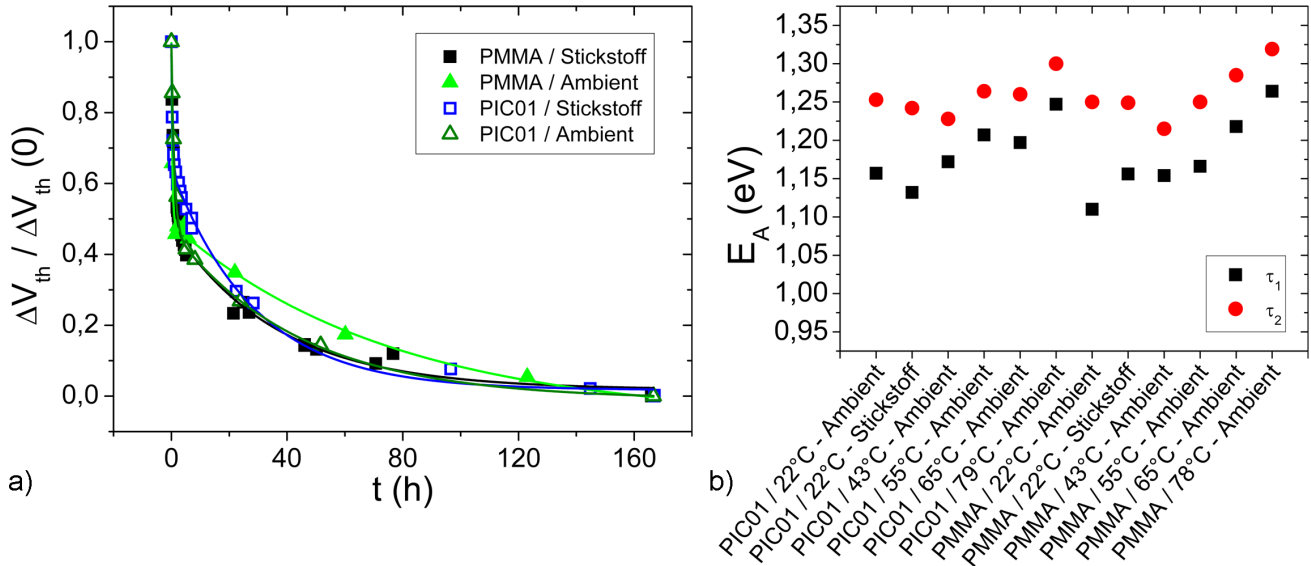 ΔV_th / ΔV_th (0)
1,0
0,8
0,6
0,4
0,2
0,0
PMMA / Stickstoff
PMMA / Ambient
PIC01 / Stickstoff
PIC01 / Ambient
0 40 80 120 160
t (h)
a)
E_A (eV)
1,35
1,30
1,25
1,20
1,15
1,10
1,05
1,00
0,95
τ_1
τ_2
PIC01 / 22°C - Ambient
PIC01 / 22°C - Stickstoff
PIC01 / 43°C - Ambient
PIC01 / 55°C - Ambient
PIC01 / 65°C - Ambient
PIC01 / 79°C - Ambient
PMMA / 22°C - Ambient
PMMA / 22°C - Stickstoff
PMMA / 43°C - Ambient
PMMA / 55°C - Ambient
PMMA / 65°C - Ambient
PMMA / 78°C - Ambient
b)